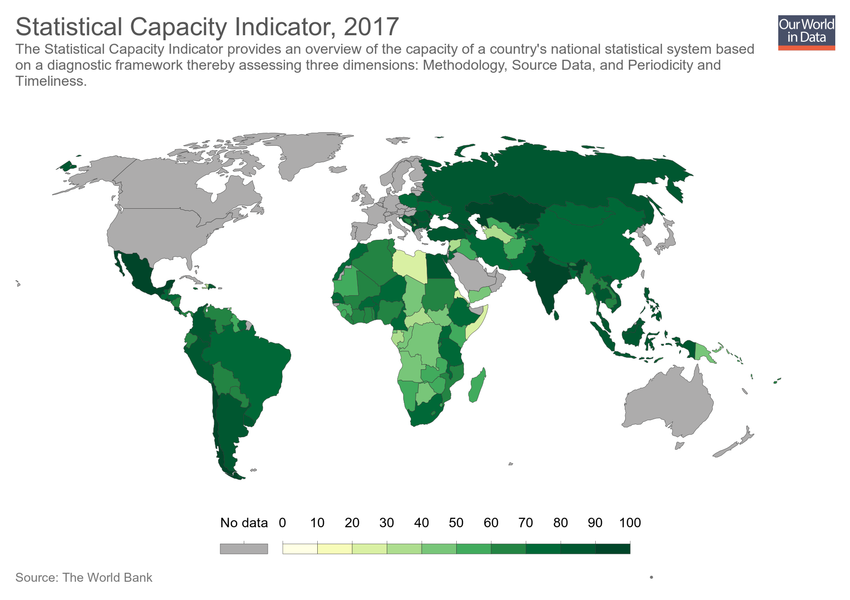 Statistical Capacity Indicator, 2017
Our World
in Data
The Statistical Capacity Indicator provides an overview of the capacity of a country's national statistical system based
on a diagnostic framework thereby assessing three dimensions: Methodology, Source Data, and Periodicity and
Timeliness.
No data 0 10 20 30 40 50 60 70 80 90 100
Source: The World Bank